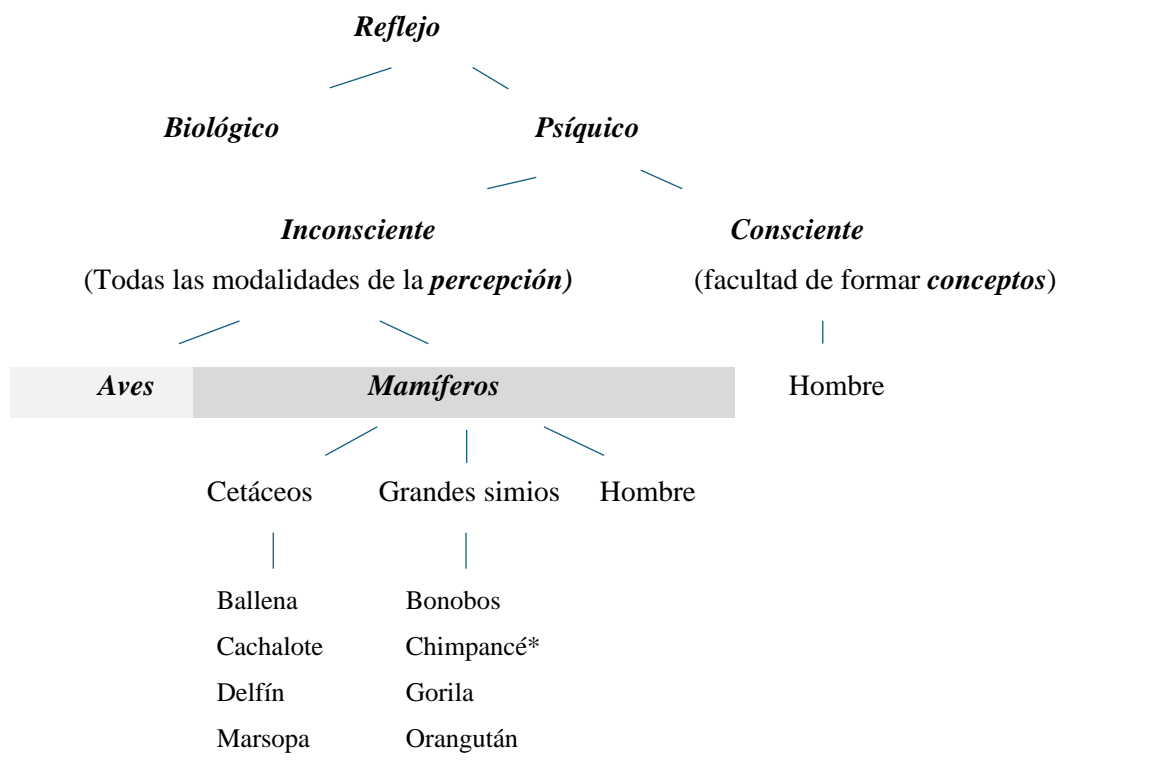 Reflejo
Biológico Psíquico
Inconsciente Consciente
(Todas las modalidades de la percepción) (facultad de formar conceptos)
Aves Mamíferos Hombre
Cetáceos Grandes simios Hombre
Ballena Bonobos
Cachalote Chimpancé*
Delfín Gorila
Marsopa Orangután